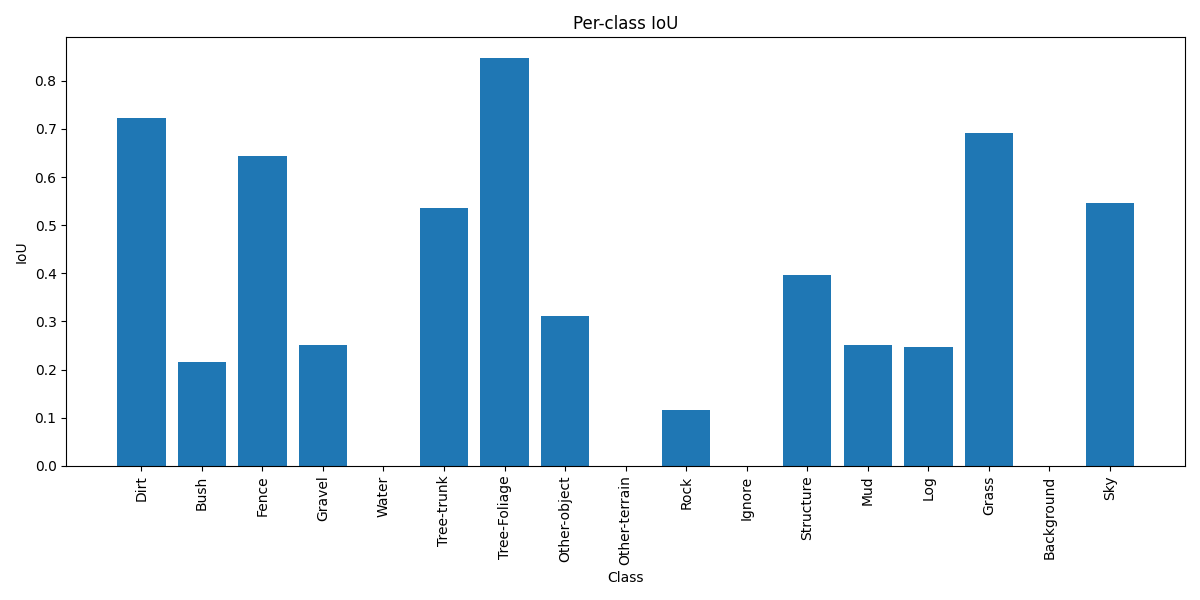 Per-class IoU
IoU
0.8
0.7
0.6
0.5
0.4
0.3
0.2
0.1
0.0
Dirt
Bush
Fence
Gravel
Water
Tree-trunk
Tree-Foliage
Other-object
Other-terrain
Rock
Ignore
Structure
Mud
Log
Grass
Background
Sky
Class